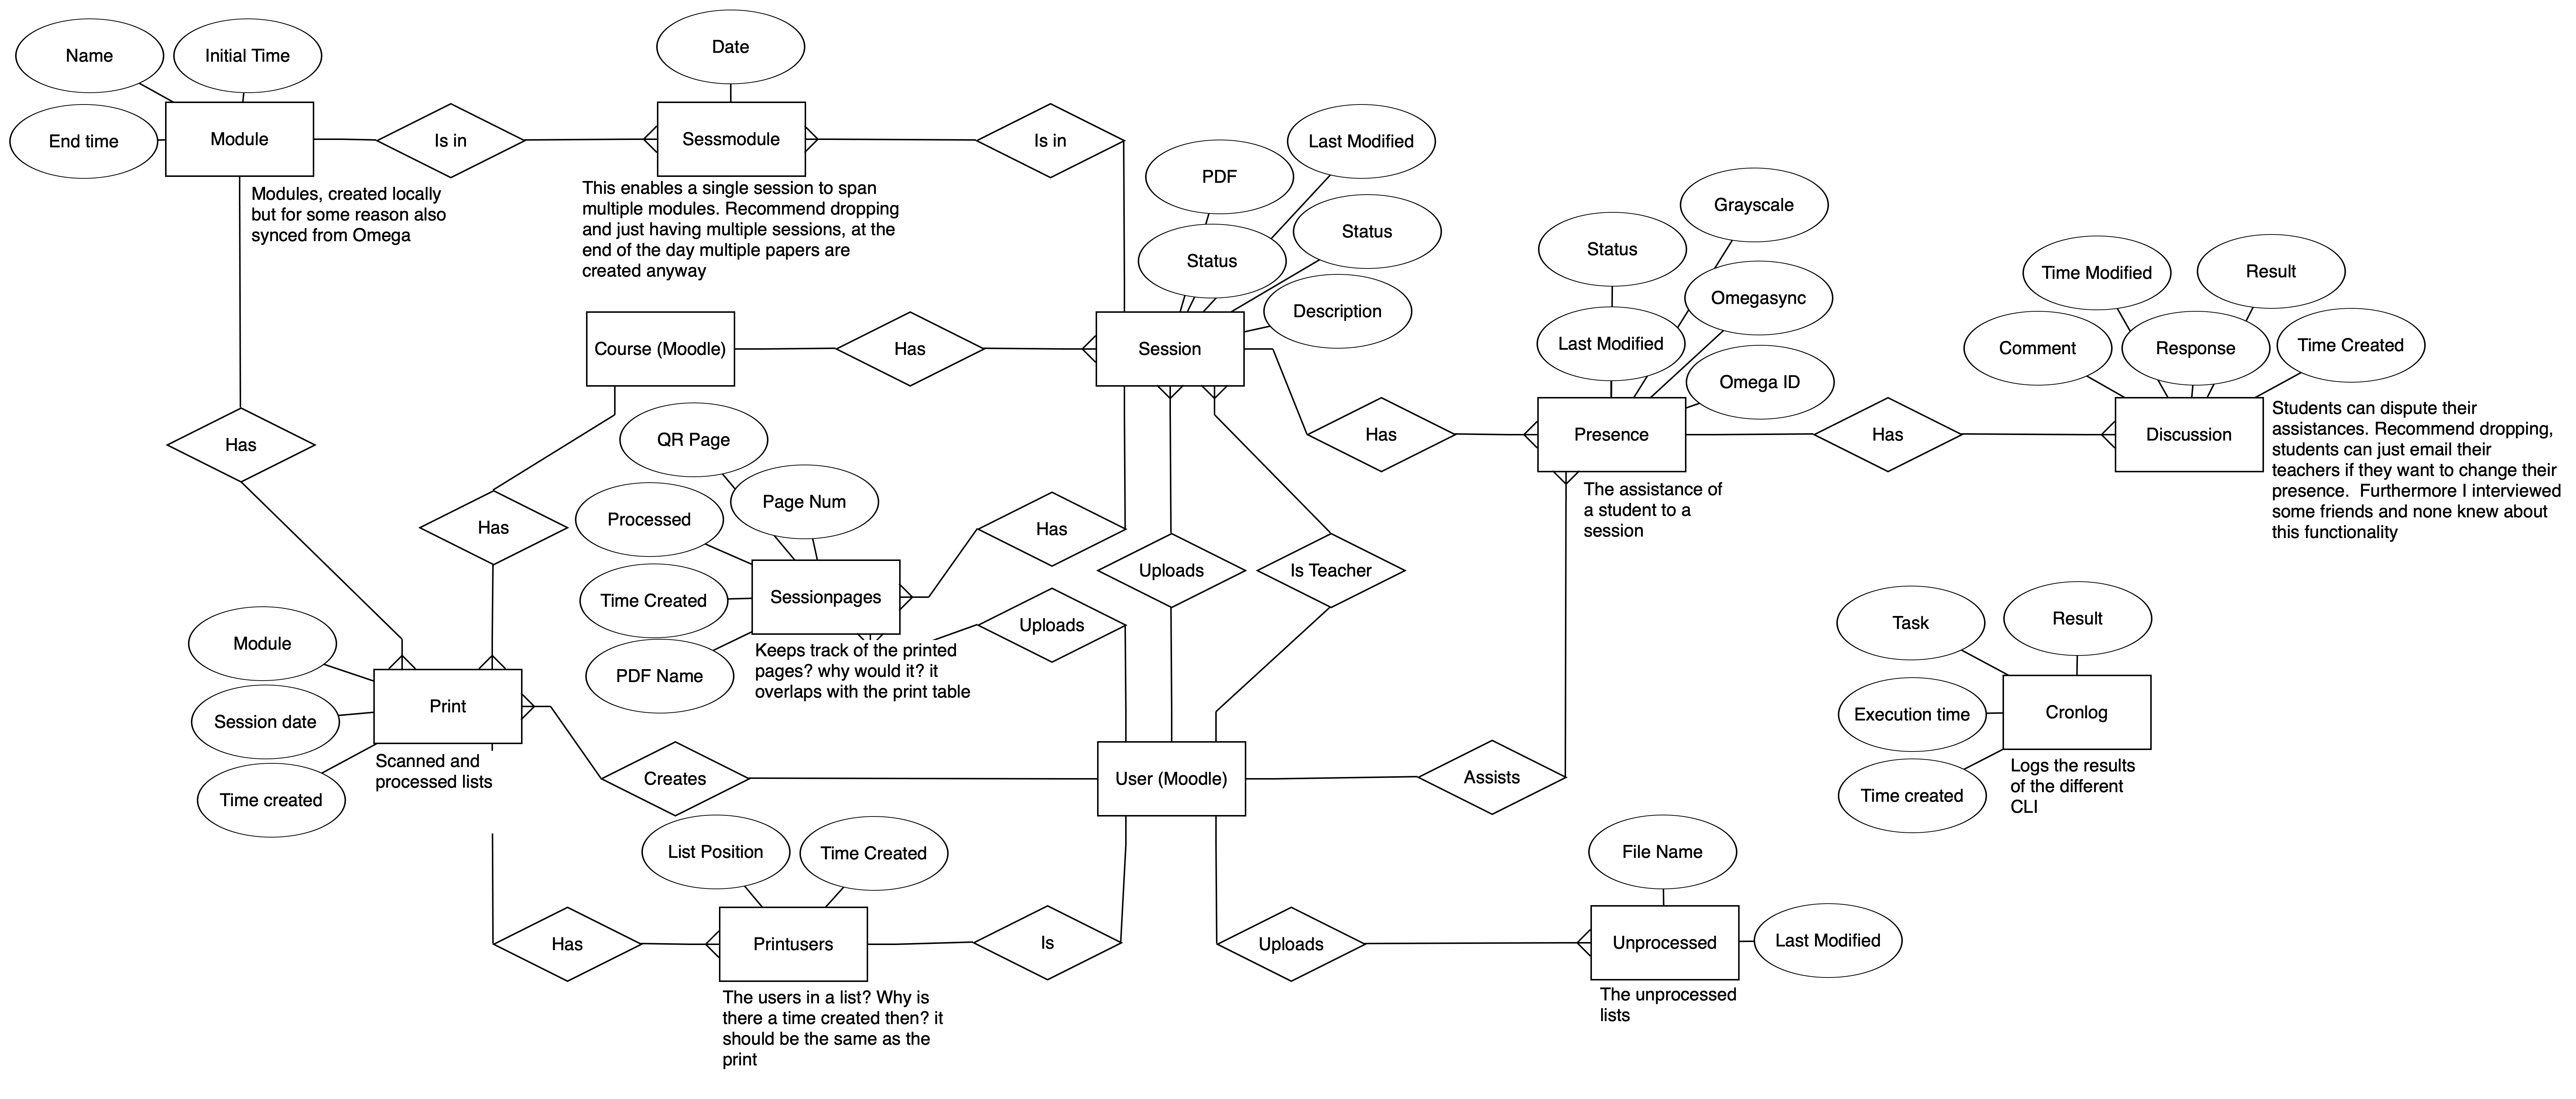 Name
Initial Time
Date
End time
Module
Is in
Sessmodule
Is in
Last Modified
PDF
Modules, created locally
but for some reason also
synced from Omega
This enables a single session to span
multiple modules. Recommend dropping
and just having multiple sessions, at the
end of the day multiple papers are
created anyway
Status
Status
Description
Grayscale
Status
Omegasync
Last Modified
Omega ID
Time Modified
Result
Comment
Response
Time Created
Course (Moodle)
Has
Session
Has
Presence
Has
Discussion
The assistance of
a student to a
session
Students can dispute their
assistances. Recommend dropping,
students can just email their
teachers if they want to change their
presence.  Furthermore I interviewed
some friends and none knew about
this functionality
Has
Has
QR Page
Page Num
Processed
Time Created
Sessionpages
PDF Name
Has
Uploads
Uploads
Is Teacher
Keeps track of the printed
pages? why would it? it
overlaps with the print table
Task
Result
Execution time
Cronlog
Time created
Logs the results
of the different
CLI
Module
Session date
Print
Time created
Scanned and
processed lists
Creates
User (Moodle)
Assists
List Position
Time Created
File Name
Has
Printusers
Is
Uploads
Unprocessed
Last Modified
The users in a list? Why is
there a time created then? it
should be the same as the
print
The unprocessed
lists